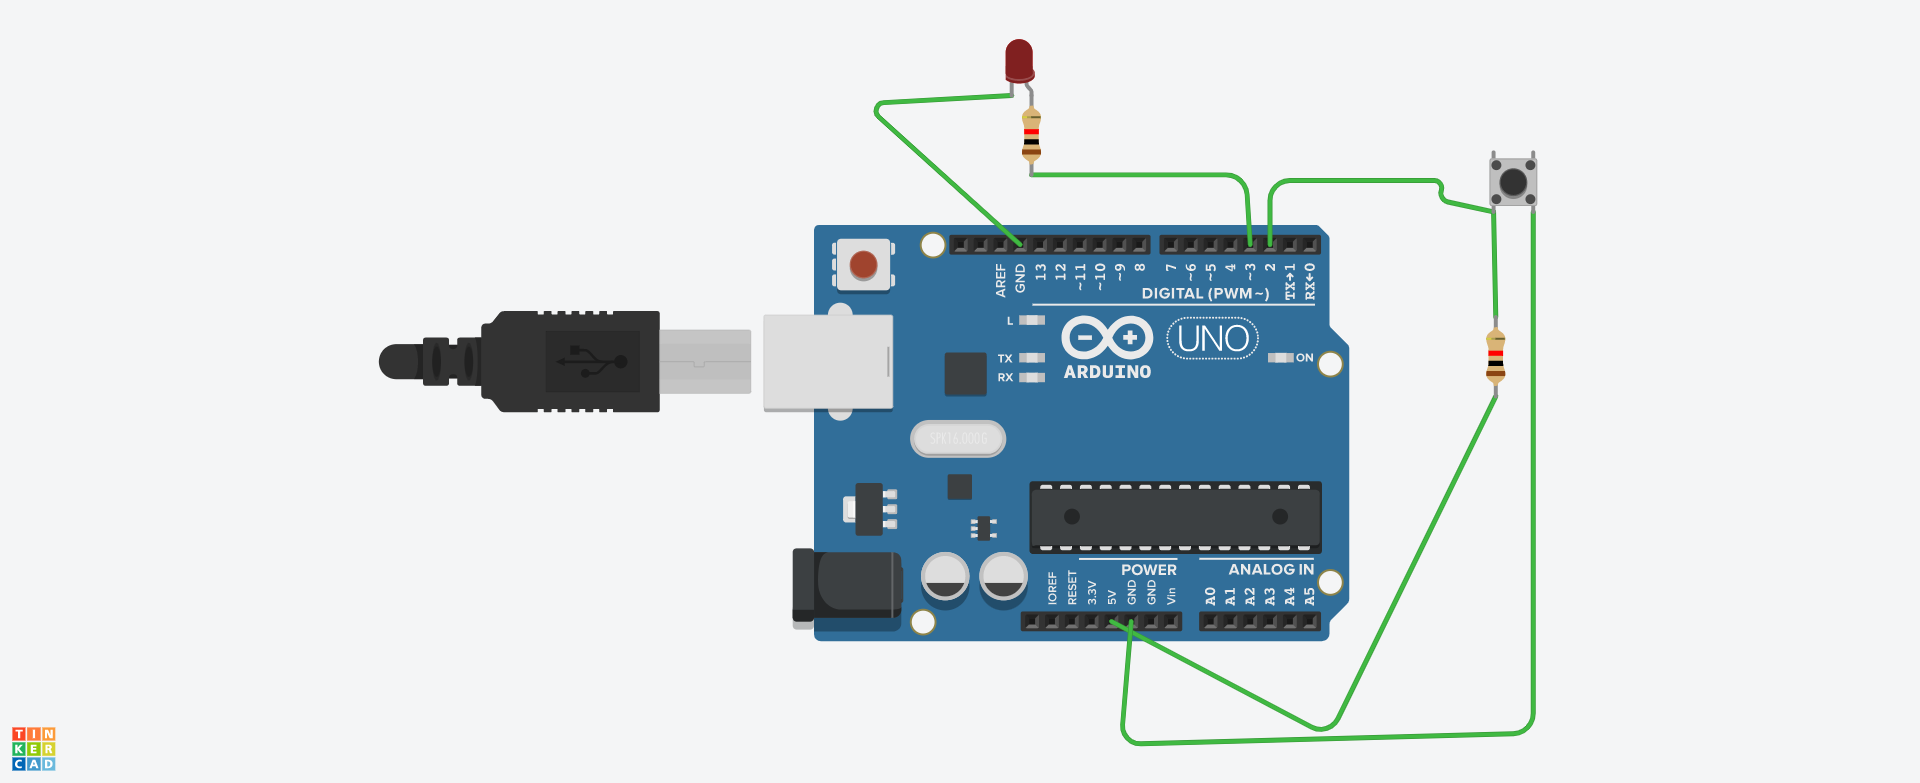 AREF
GND
13
12
~11
~10
~9
8
7
~6
~5
4
~3
2
TX→1
RX←0
DIGITAL (PWM~)
L
TX
RX
ARDUINO
UNO
ON
SPK16.000G
POWER
ANALOG IN
IOREF
RESET
3.3V
5V
GND
GND
Vin
A0
A1
A2
A3
A4
A5
TIN
KER
CAD